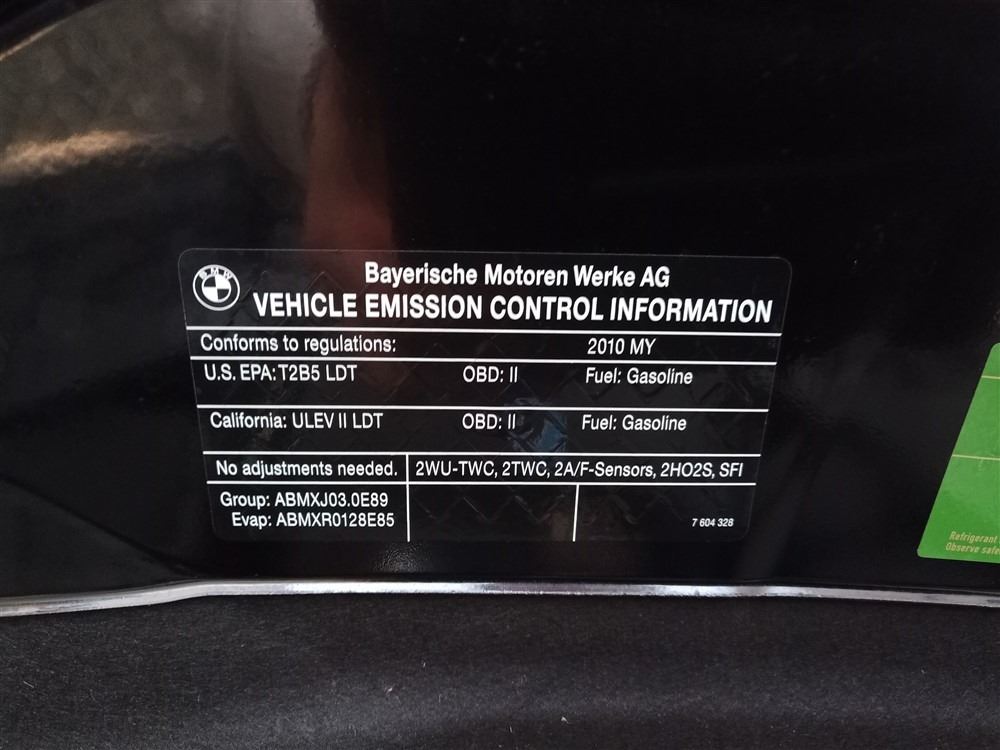 BMW
Bayerische Motoren Werke AG
VEHICLE EMISSION CONTROL INFORMATION
Conforms to regulations: 2010 MY
U.S. EPA: T2B5 LDT OBD: II Fuel: Gasoline
California: ULEV II LDT OBD: II Fuel: Gasoline
No adjustments needed. 2WU-TWC, 2TWC, 2A/F-Sensors, 2HO2S, SFI
Group: ABMXJ03.0E89
Evap: ABMXR0128E85
7 604 328
Refrigerant
Observe safe